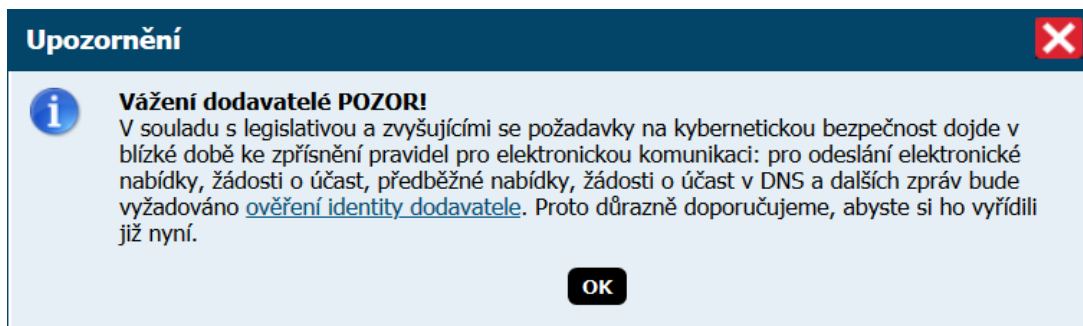 Upozornění
Vážení dodavatelé POZOR!
V souladu s legislativou a zvyšujícími se požadavky na kybernetickou bezpečnost dojde v
blízké době ke zpřísnění pravidel pro elektronickou komunikaci: pro odeslání elektronické
nabídky, žádosti o účast, předběžné nabídky, žádosti o účast v DNS a dalších zpráv bude
vyžadováno ověření identity dodavatele. Proto důrazně doporučujeme, abyste si ho vyřídili
již nyní.
OK